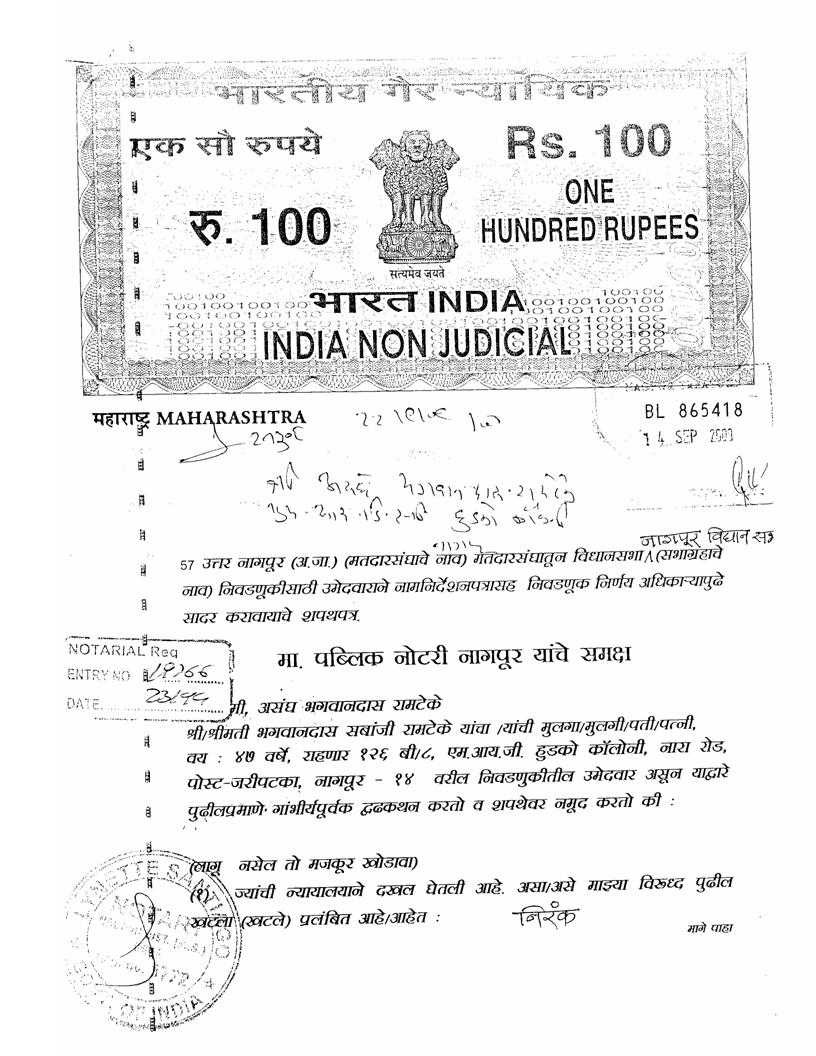 भारतीय गैर न्यायिक
एक सौ रुपये
Rs. 100
रु. 100
ONE
HUNDRED RUPEES
सत्यमेव जयते
भारत INDIA
INDIA NON JUDICIAL
महाराष्ट्र MAHARASHTRA
BL 865418
14 SEP 2009
नागपूर विधान सभा
57 उत्तर नागपूर (अ.जा.) (मतदारसंघाचे नाव) मतदारसंघातून विधानसभा (सभाग्रहाचे
नाव) निवडणूकीसाठी उमेदवाराने नामनिर्देशनपत्रासह निवडणूक निर्णय अधिकाऱ्यापुढे
सादर करावायाचे शपथपत्र.
NOTARIAL Reg
ENTRY NO
DATE
मा. पब्लिक नोटरी नागपूर यांचे समक्ष
मी, असंघ भगवानदास रामटेके
श्री/श्रीमती भगवानदास सबांजी रामटेके यांचा /यांची मुलगा/मुलगी/पती/पत्नी,
वय : ४७ वर्षे, राहणार १२६ बी/८, एम.आय.जी. हुडको कॉलोनी, नारा रोड,
पोस्ट-जरीपटका, नागपूर - १४ वरील निवडणूकीतील उमेदवार असून याद्वारे
पुढीलप्रमाणे गांभीर्यपूर्वक द्रढकथन करतो व शपथेवर नमूद करतो की :
(लागू नसेल तो मजकूर खोडावा)
(१) ज्यांची न्यायालयाने दखल घेतली आहे. असा/असे माझ्या विरूध्द पुढील
खटला (खटले) प्रलंबित आहे/आहेत : निरंक
मागे पाहा
NOTARY